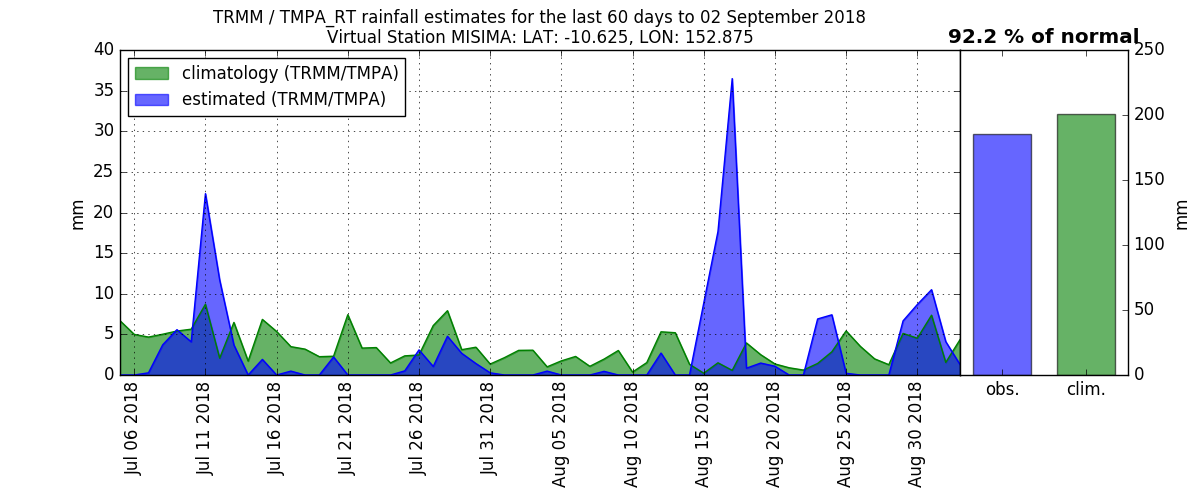 TRMM / TMPA_RT rainfall estimates for the last 60 days to 02 September 2018
Virtual Station MISIMA: LAT: -10.625, LON: 152.875
92.2 % of normal
climatology (TRMM/TMPA)
estimated (TRMM/TMPA)
40
35
30
25
20
15
10
5
0
mm
250
200
150
100
50
0
mm
Jul 06 2018
Jul 11 2018
Jul 16 2018
Jul 21 2018
Jul 26 2018
Jul 31 2018
Aug 05 2018
Aug 10 2018
Aug 15 2018
Aug 20 2018
Aug 25 2018
Aug 30 2018
obs.
clim.